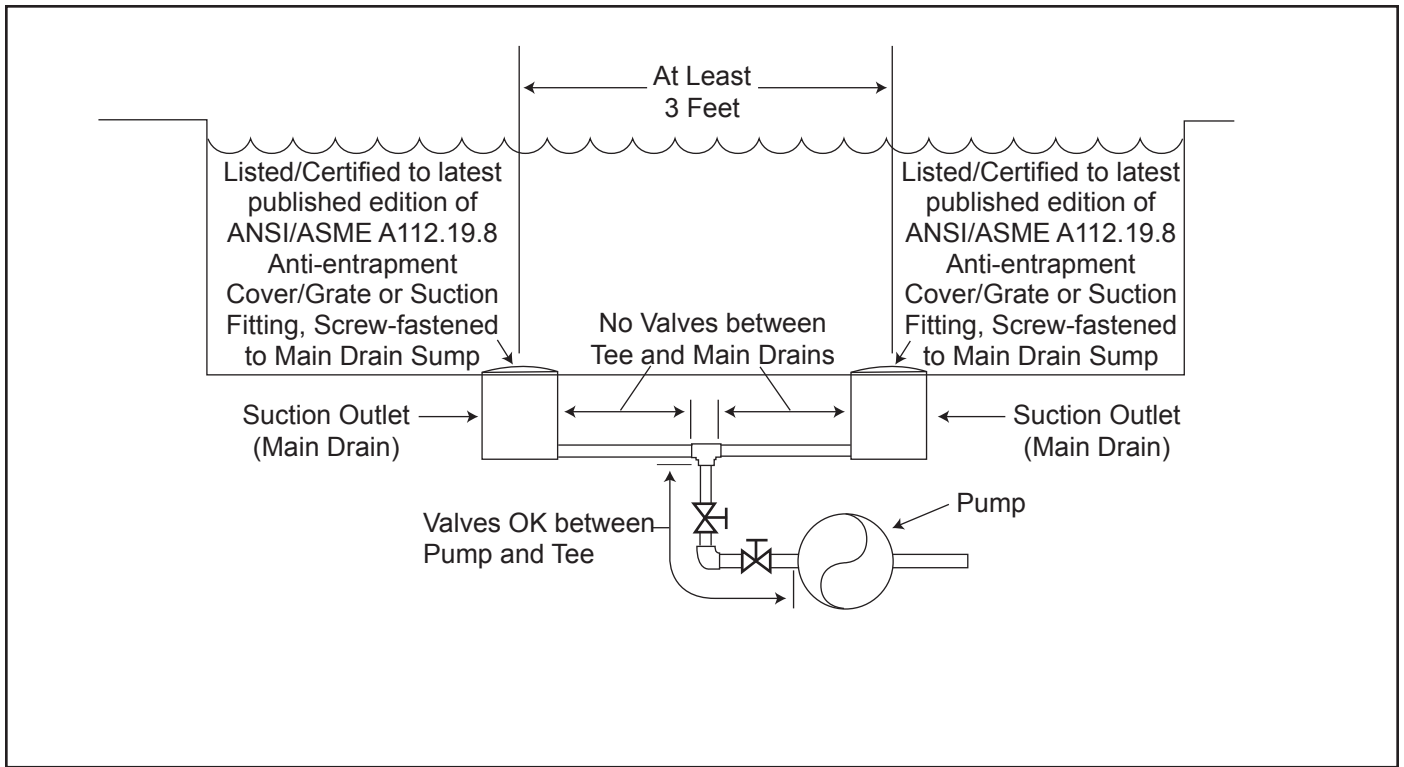 At Least
3 Feet
Listed/Certified to latest
published edition of
ANSI/ASME A112.19.8
Anti-entrapment
Cover/Grate or Suction
Fitting, Screw-fastened
to Main Drain Sump
Listed/Certified to latest
published edition of
ANSI/ASME A112.19.8
Anti-entrapment
Cover/Grate or Suction
Fitting, Screw-fastened
to Main Drain Sump
No Valves between
Tee and Main Drains
Suction Outlet
(Main Drain)
Suction Outlet
(Main Drain)
Valves OK between
Pump and Tee
Pump